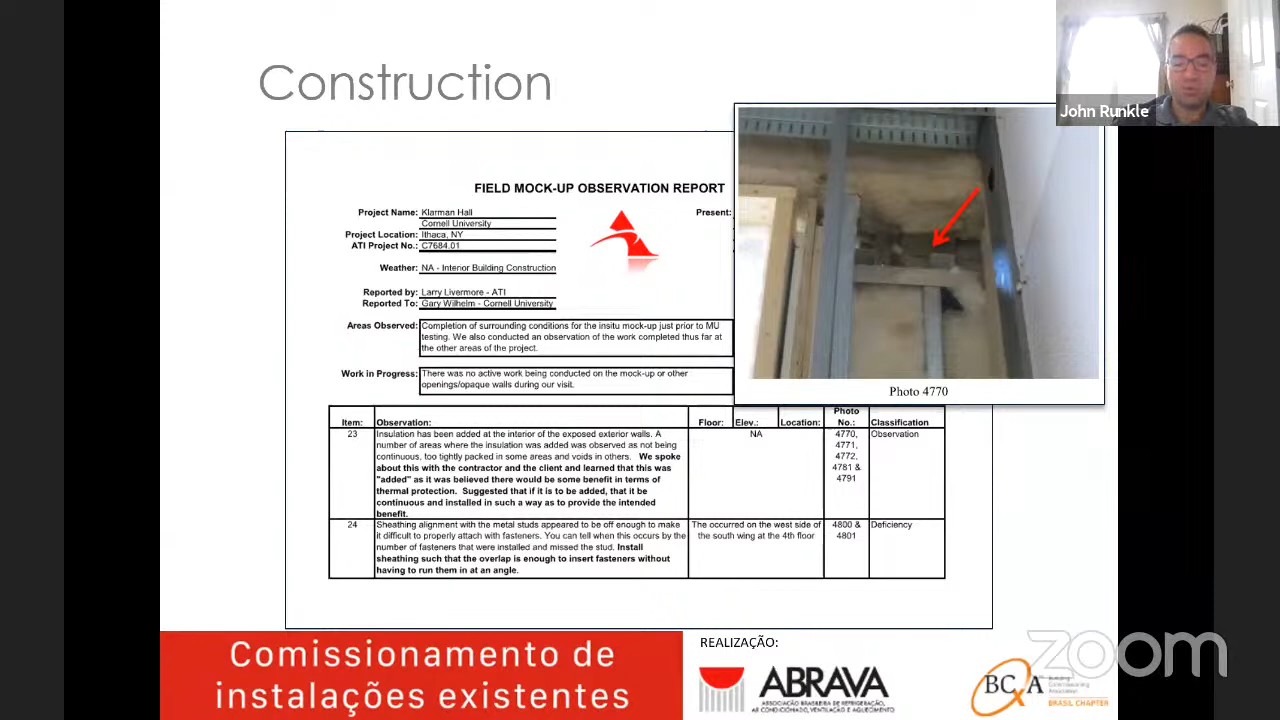 Construction
John Runkle
FIELD MOCK-UP OBSERVATION REPORT
Project Name: Klarman Hall
Cornell University
Project Location: Ithaca, NY
ATI Project No.: C7684.01
Present:
Weather: NA - Interior Building Construction
Reported by: Larry Livermore - ATI
Reported To: Gary Wilhelm - Cornell University
Areas Observed: Completion of surrounding conditions for the insitu mock-up just prior to MU
testing. We also conducted an observation of the work completed thus far at
the other areas of the project.
Work in Progress: There was no active work being conducted on the mock-up or other
openings/opaque walls during our visit.
Photo 4770
Item: Observation: Floor: Elev.: Location: Photo No.: Classification
23 Insulation has been added at the interior of the exposed exterior walls. A NA 4770, Observation
number of areas where the insulation was added was observed as not being 4771,
continuous, too tightly packed in some areas and voids in others. We spoke 4772,
about this with the contractor and the client and learned that this was 4781 &
"added" as it was believed there would be some benefit in terms of 4791
thermal protection. Suggested that if it is to be added, that it be
continuous and installed in such a way as to provide the intended
benefit.
24 Sheathing alignment with the metal studs appeared to be off enough to make The occurred on the west side of 4800 & Deficiency
it difficult to properly attach with fasteners. You can tell when this occurs by the the south wing at the 4th floor 4801
number of fasteners that were installed and missed the stud. Install
sheathing such that the overlap is enough to insert fasteners without
having to run them in at an angle.
Comissionamento de
instalações existentes
REALIZAÇÃO:
ABRAVA
ASSOCIAÇÃO BRASILEIRA DE REFRIGERAÇÃO,
AR CONDICIONADO, VENTILAÇÃO E AQUECIMENTO
BCxA
Building
Commissioning
Association
BRASIL CHAPTER
zoom